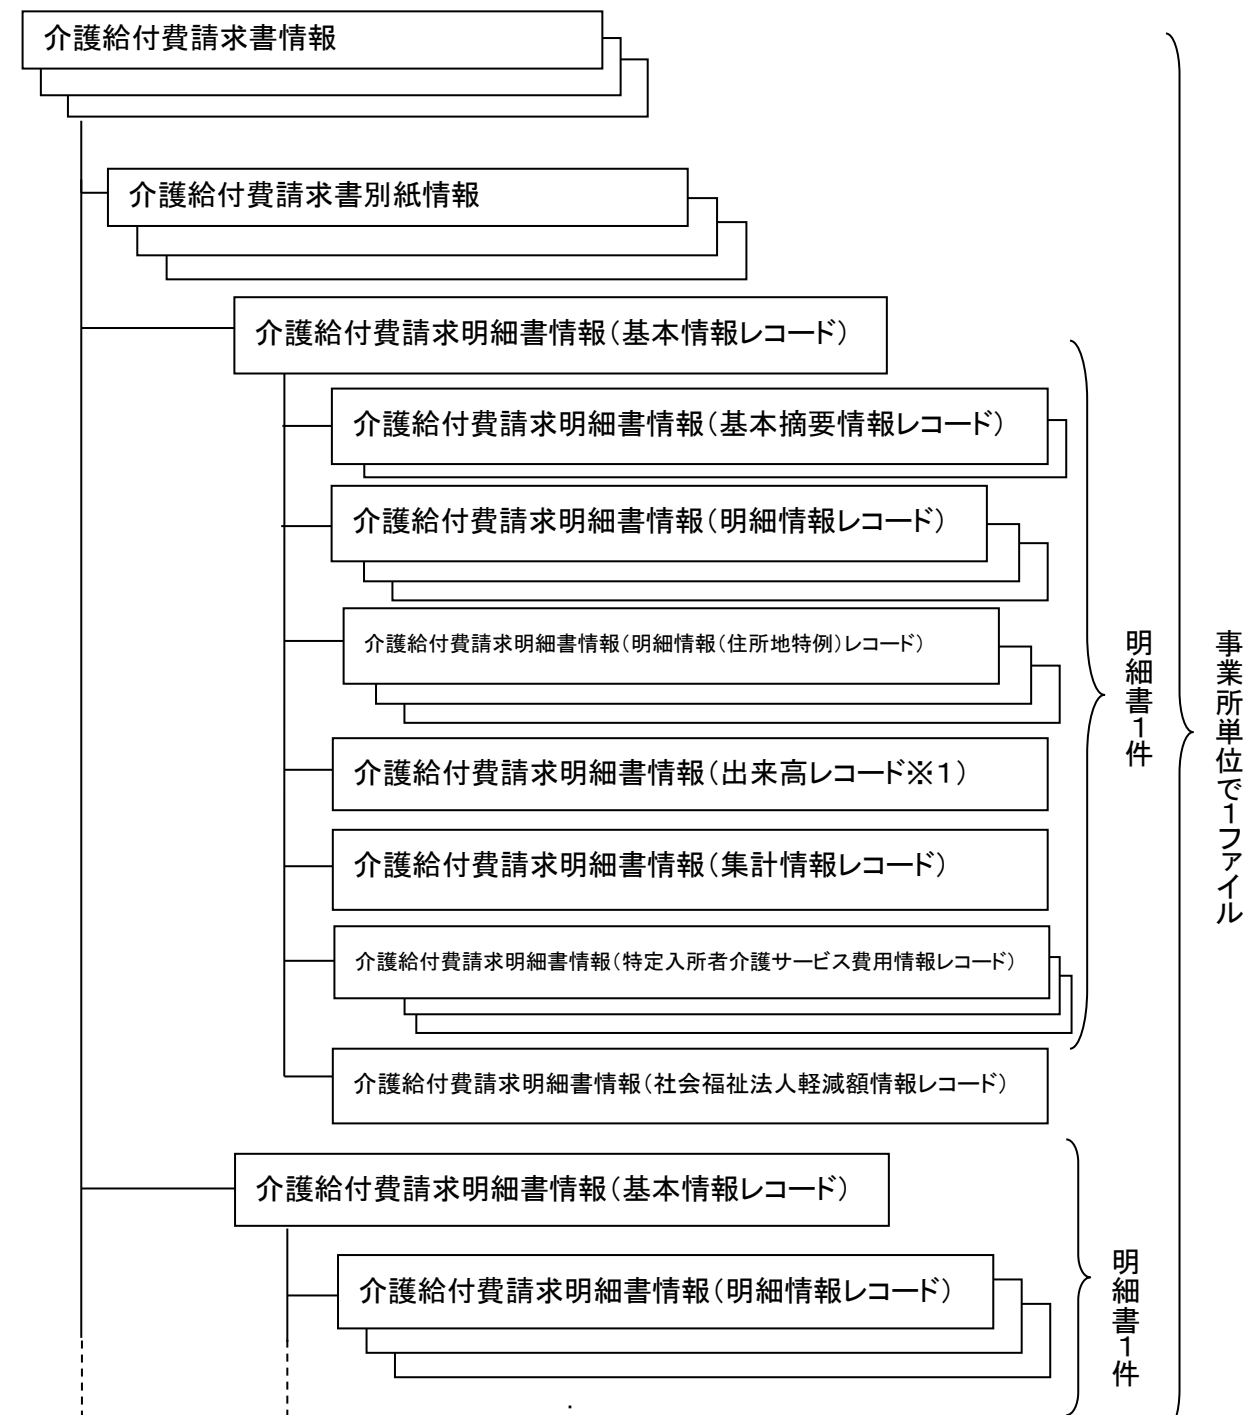 介護給付費請求書情報
介護給付費請求書別紙情報
介護給付費請求明細書情報（基本情報レコード）
介護給付費請求明細書情報（基本摘要情報レコード）
介護給付費請求明細書情報（明細情報レコード）
介護給付費請求明細書情報（明細情報（住所地特例）レコード）
介護給付費請求明細書情報（出来高レコード※１）
介護給付費請求明細書情報（集計情報レコード）
介護給付費請求明細書情報（特定入所者介護サービス費用情報レコード）
介護給付費請求明細書情報（社会福祉法人軽減額情報レコード）
明細書１件
事業所単位で１ファイル
介護給付費請求明細書情報（基本情報レコード）
介護給付費請求明細書情報（明細情報レコード）
明細書１件